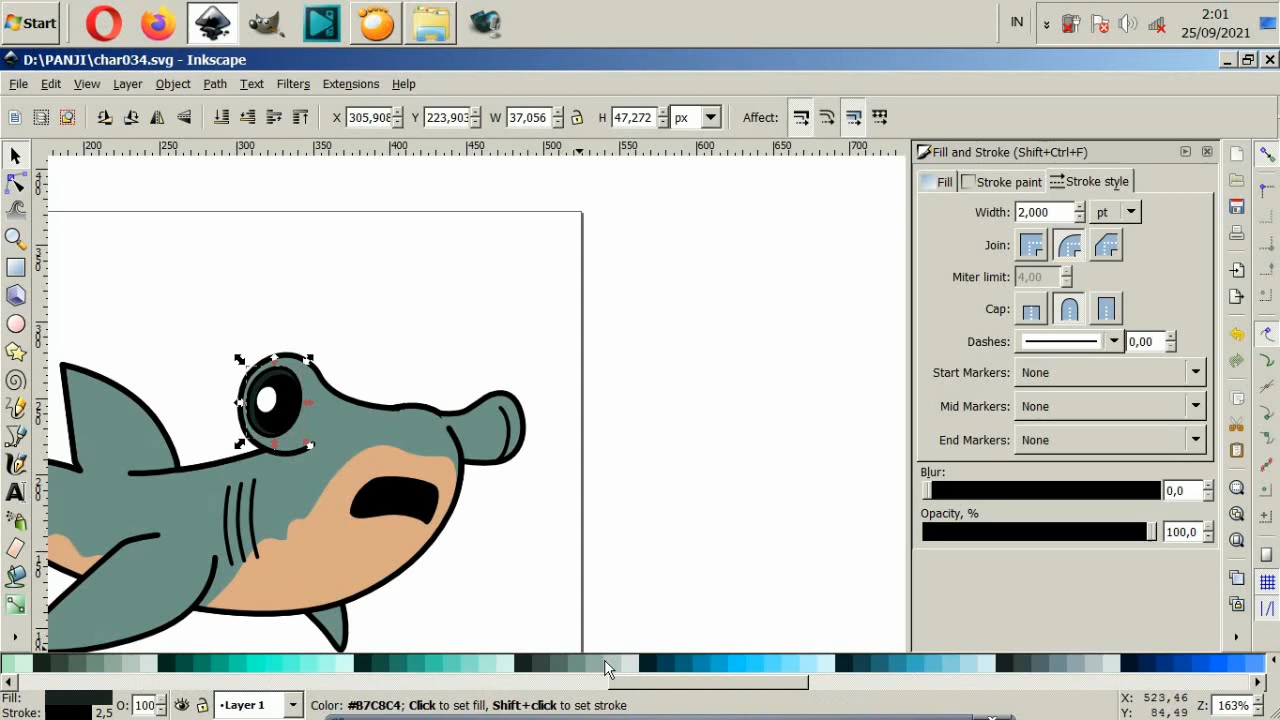 Start
IN
2:01
25/09/2021
D:\PANJI\char034.svg - Inkscape
File Edit View Layer Object Path Text Filters Extensions Help
X 305,908 Y 223,903 W 37,056 H 47,272 px Affect:
200 250 300 350 400 450 500 550 600 650 700
Fill and Stroke (Shift+Ctrl+F)
Fill Stroke paint Stroke style
Width: 2,000 pt
Join:
Miter limit: 4,00
Cap:
Dashes: 0,00
Start Markers: None
Mid Markers: None
End Markers: None
Blur:
0,0
Opacity, %
100,0
Fill:
Stroke: 2,5
O: 100
Layer 1
Color: #B7C8C4; Click to set fill, Shift+click to set stroke
X: 523,46
Y: 84,49
Z: 163%